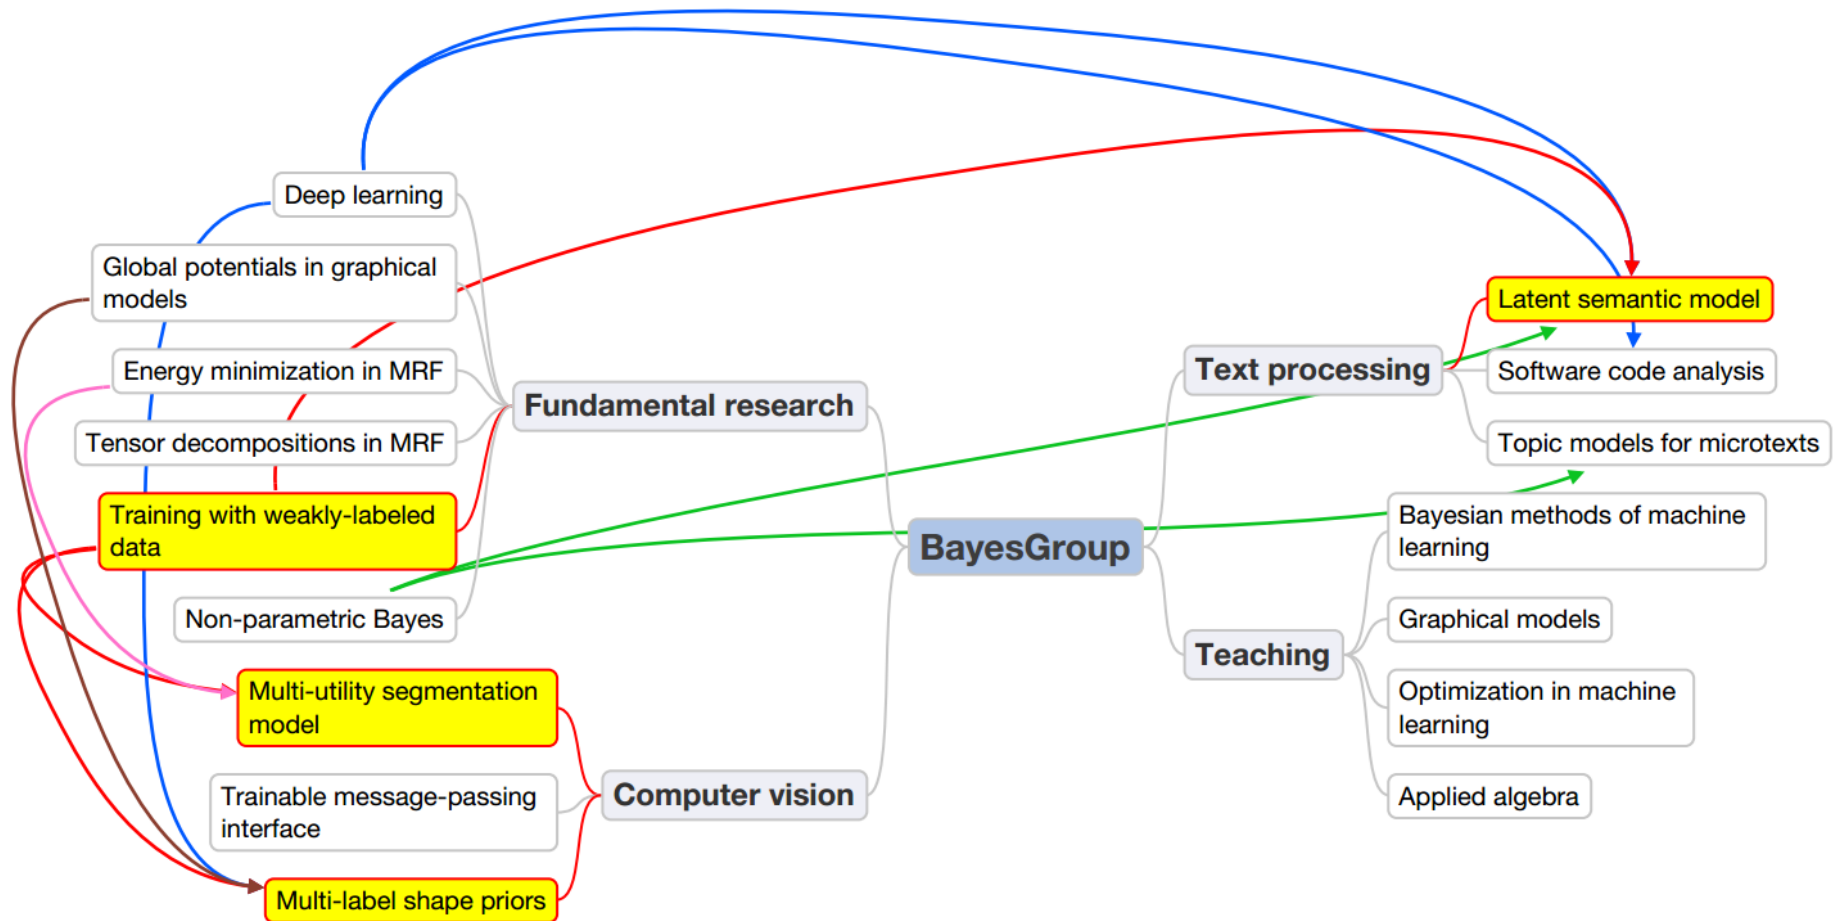 Deep learning
Global potentials in graphical
models
Energy minimization in MRF
Tensor decompositions in MRF
Training with weakly-labeled
data
Non-parametric Bayes
Fundamental research
Multi-utility segmentation
model
Trainable message-passing
interface
Multi-label shape priors
Computer vision
BayesGroup
Text processing
Latent semantic model
Software code analysis
Topic models for microtexts
Teaching
Bayesian methods of machine
learning
Graphical models
Optimization in machine
learning
Applied algebra